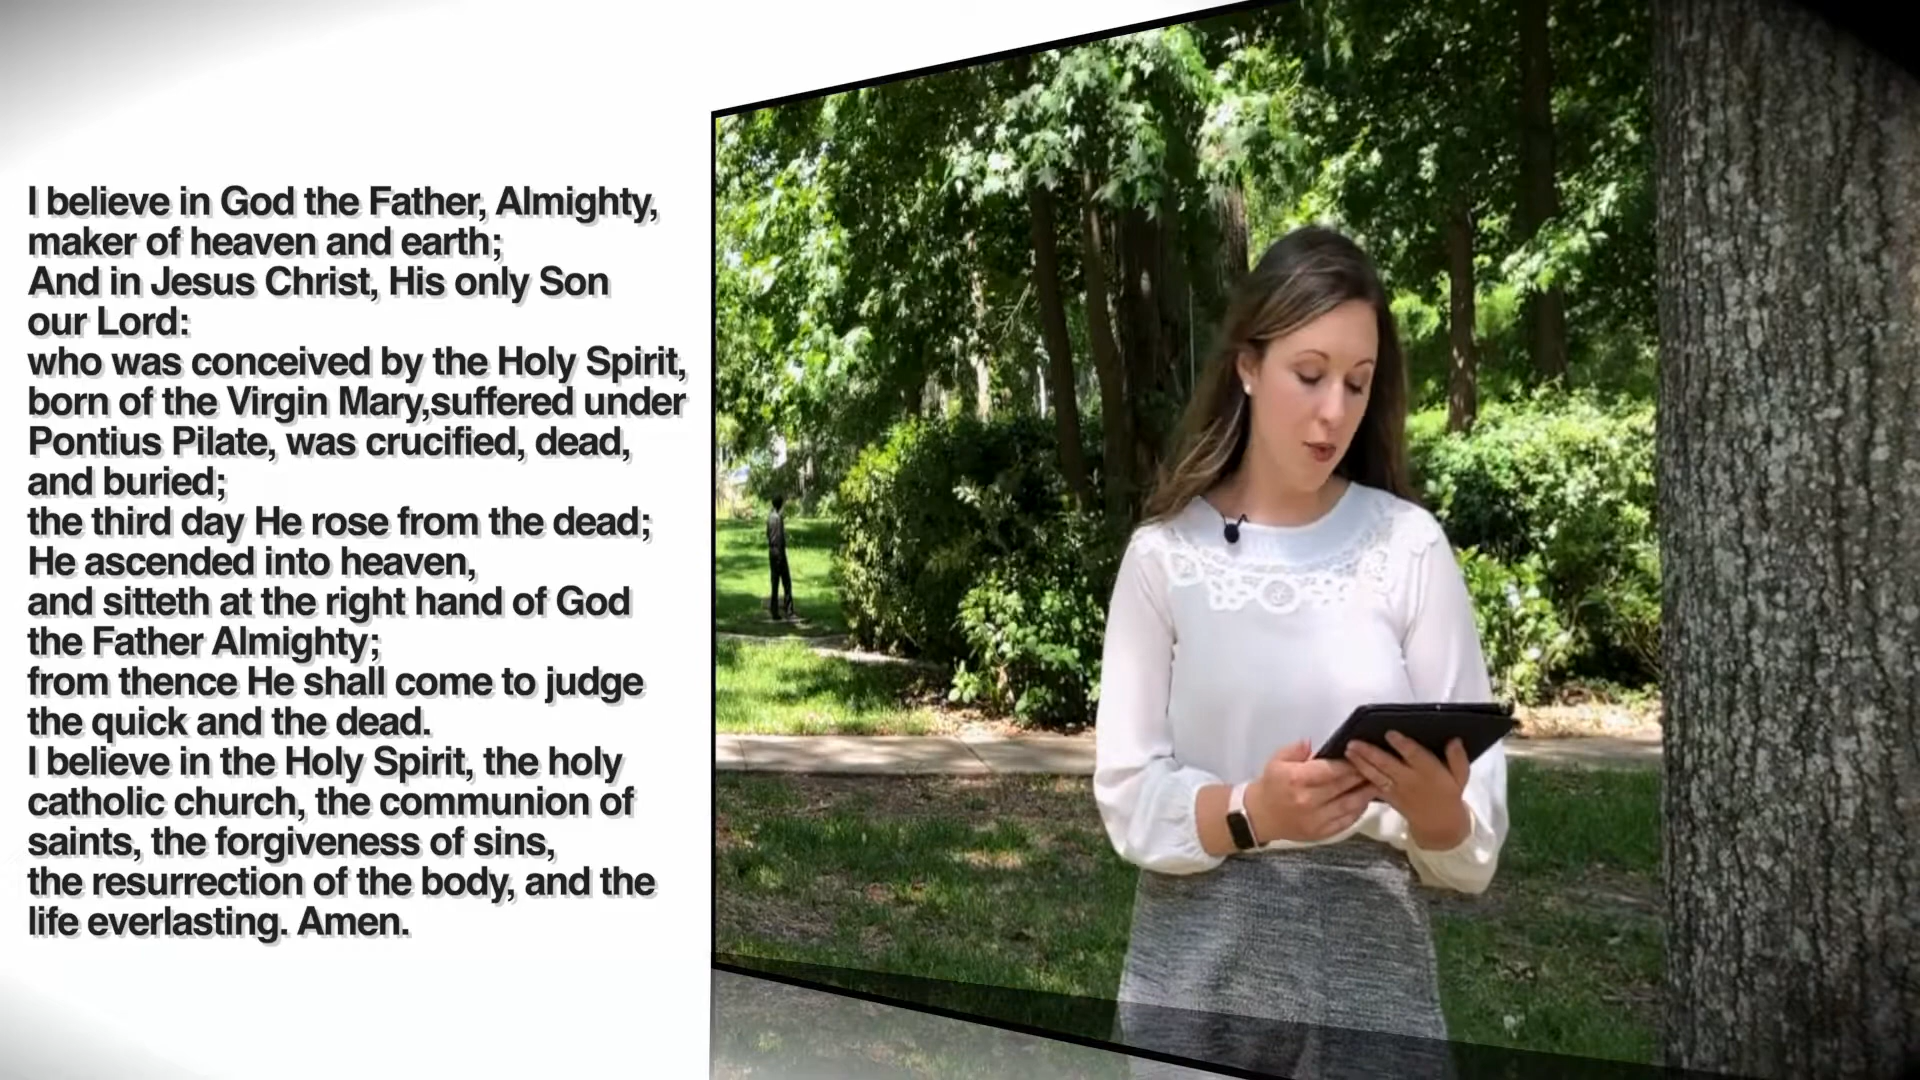 I believe in God the Father, Almighty,
maker of heaven and earth;
And in Jesus Christ, His only Son
our Lord:
who was conceived by the Holy Spirit,
born of the Virgin Mary,suffered under
Pontius Pilate, was crucified, dead,
and buried;
the third day He rose from the dead;
He ascended into heaven,
and sitteth at the right hand of God
the Father Almighty;
from thence He shall come to judge
the quick and the dead.
I believe in the Holy Spirit, the holy
catholic church, the communion of
saints, the forgiveness of sins,
the resurrection of the body, and the
life everlasting. Amen.